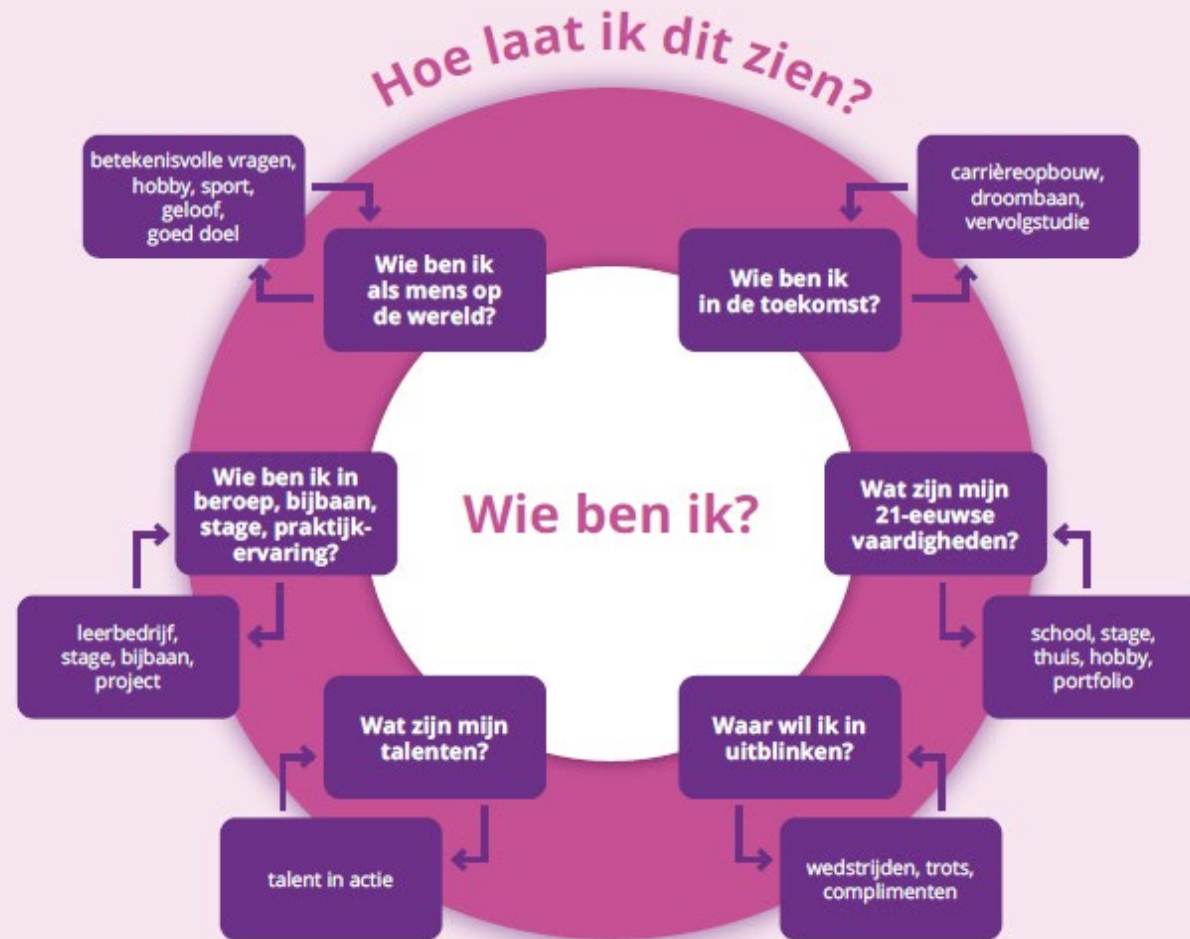 Hoe laat ik dit zien?
betekenisvolle vragen,
hobby, sport,
geloof,
goed doel
carrièreopbouw,
droombaan,
vervolgstudie
Wie ben ik
als mens op
de wereld?
Wie ben ik
in de toekomst?
Wie ben ik in
beroep, bijbaan,
stage, praktijk-
ervaring?
Wie ben ik?
Wat zijn mijn
21-eeuwse
vaardigheden?
leerbedrijf,
stage, bijbaan,
project
school, stage,
thuis, hobby,
portfolio
Wat zijn mijn
talenten?
Waar wil ik in
uitblinken?
talent in actie
wedstrijden, trots,
complimenten